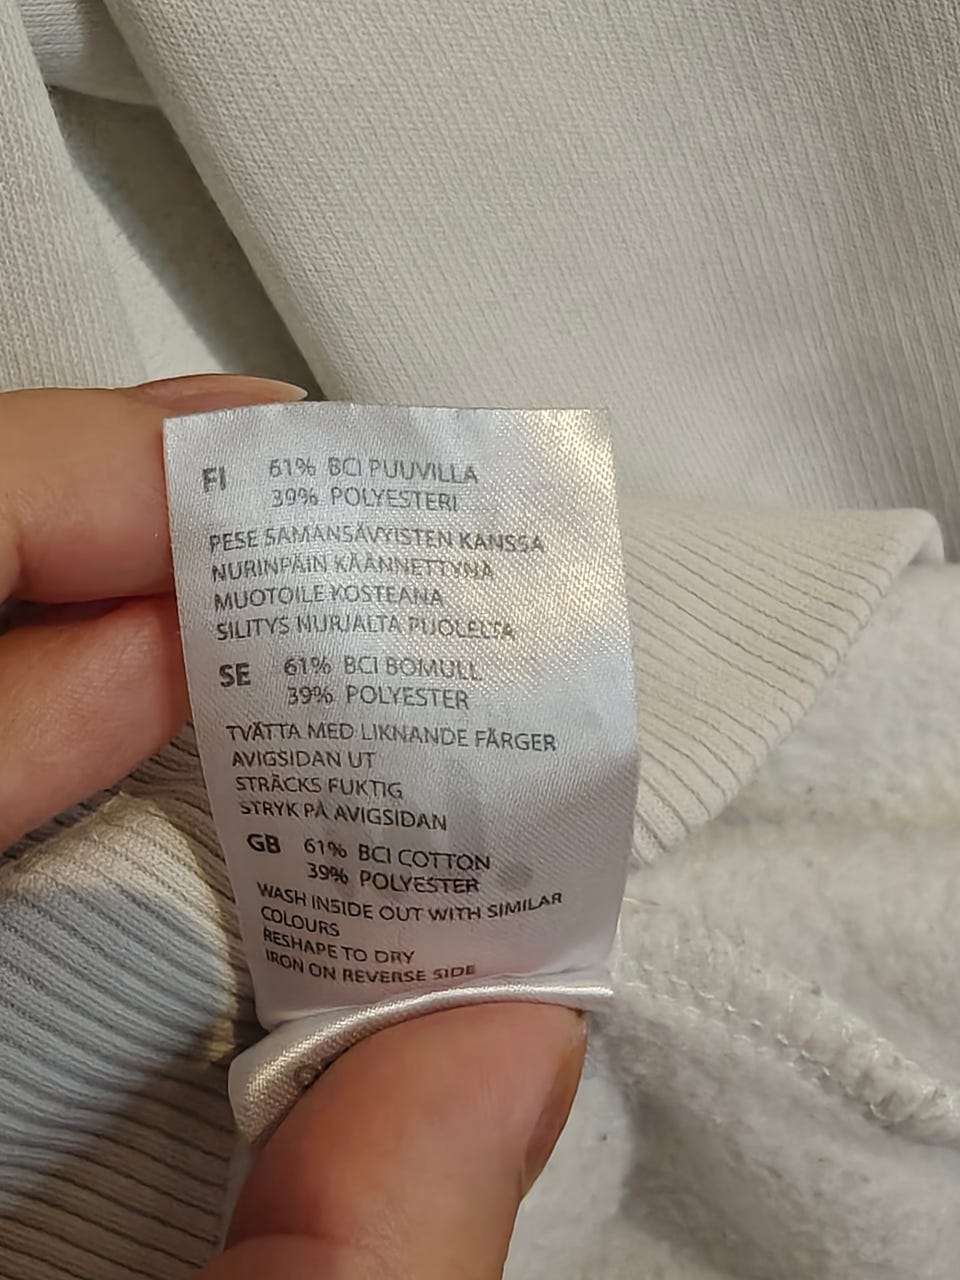 FI 61% BCI PUUVILLA
39% POLYESTERI
PESE SAMANSÄVYISTEN KANSSA
NURINPÄIN KÄÄNNETTYNÄ
MUOTOILE KOSTEANA
SILITYS NURJALTA PUOLELTA
SE 61% BCI BOMULL
39% POLYESTER
TVÄTTA MED LIKNANDE FÄRGER
AVIGSIDAN UT
STRÄCKS FUKTIG
STRYK PÅ AVIGSIDAN
GB 61% BCI COTTON
39% POLYESTER
WASH INSIDE OUT WITH SIMILAR
COLOURS
RESHAPE TO DRY
IRON ON REVERSE SIDE